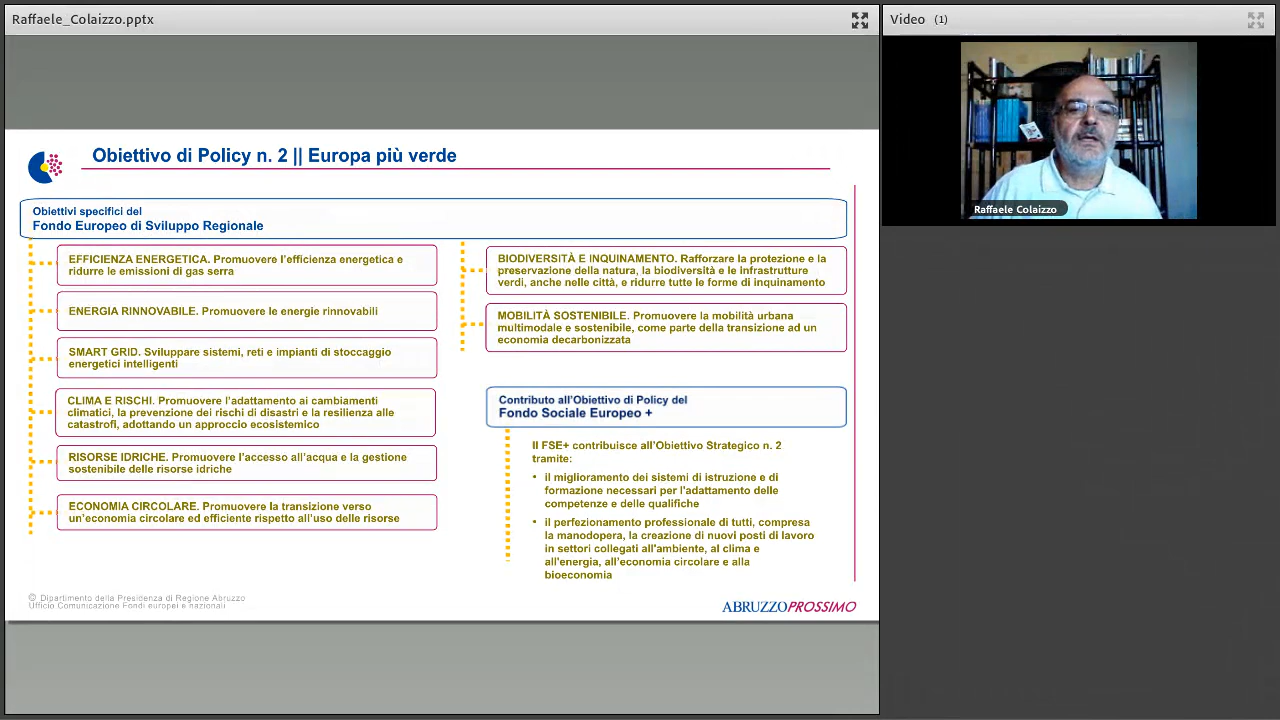 Raffaele_Colaizzo.pptx
Video (1)
Raffaele Colaizzo
Obiettivo di Policy n. 2 || Europa più verde
Obiettivi specifici del
Fondo Europeo di Sviluppo Regionale
EFFICIENZA ENERGETICA. Promuovere l'efficienza energetica e
ridurre le emissioni di gas serra
ENERGIA RINNOVABILE. Promuovere le energie rinnovabili
SMART GRID. Sviluppare sistemi, reti e impianti di stoccaggio
energetici intelligenti
CLIMA E RISCHI. Promuovere l'adattamento ai cambiamenti
climatici, la prevenzione dei rischi di disastri e la resilienza alle
catastrofi, adottando un approccio ecosistemico
RISORSE IDRICHE. Promuovere l'accesso all'acqua e la gestione
sostenibile delle risorse idriche
ECONOMIA CIRCOLARE. Promuovere la transizione verso
un'economia circolare ed efficiente rispetto all'uso delle risorse
BIODIVERSITÀ E INQUINAMENTO. Rafforzare la protezione e la
preservazione della natura, la biodiversità e le infrastrutture
verdi, anche nelle città, e ridurre tutte le forme di inquinamento
MOBILITÀ SOSTENIBILE. Promuovere la mobilità urbana
multimodale e sostenibile, come parte della transizione ad un
economia decarbonizzata
Contributo all'Obiettivo di Policy del
Fondo Sociale Europeo +
Il FSE+ contribuisce all'Obiettivo Strategico n. 2
tramite:
• il miglioramento dei sistemi di istruzione e di
formazione necessari per l'adattamento delle
competenze e delle qualifiche
• il perfezionamento professionale di tutti, compresa
la manodopera, la creazione di nuovi posti di lavoro
in settori collegati all'ambiente, al clima e
all'energia, all'economia circolare e alla
bioeconomia
© Dipartimento della Presidenza di Regione Abruzzo
Ufficio Comunicazione Fondi europei e nazionali
ABRUZZOPROSSIMO